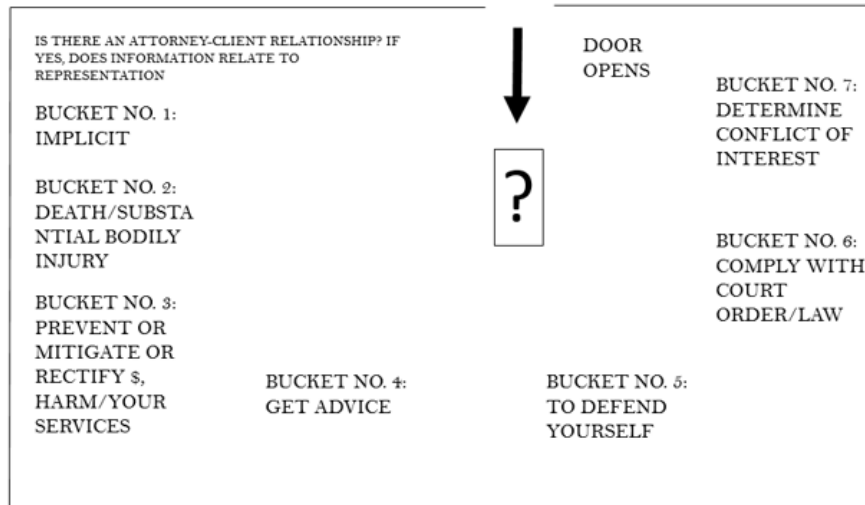 IS THERE AN ATTORNEY-CLIENT RELATIONSHIP? IF
YES, DOES INFORMATION RELATE TO
REPRESENTATION
DOOR
OPENS
BUCKET NO. 1:
IMPLICIT
BUCKET NO. 2:
DEATH/SUBSTA
NTIAL BODILY
INJURY
BUCKET NO. 3:
PREVENT OR
MITIGATE OR
RECTIFY $,
HARM/YOUR
SERVICES
BUCKET NO. 4:
GET ADVICE
BUCKET NO. 5:
TO DEFEND
YOURSELF
BUCKET NO. 6:
COMPLY WITH
COURT
ORDER/LAW
BUCKET NO. 7:
DETERMINE
CONFLICT OF
INTEREST
?